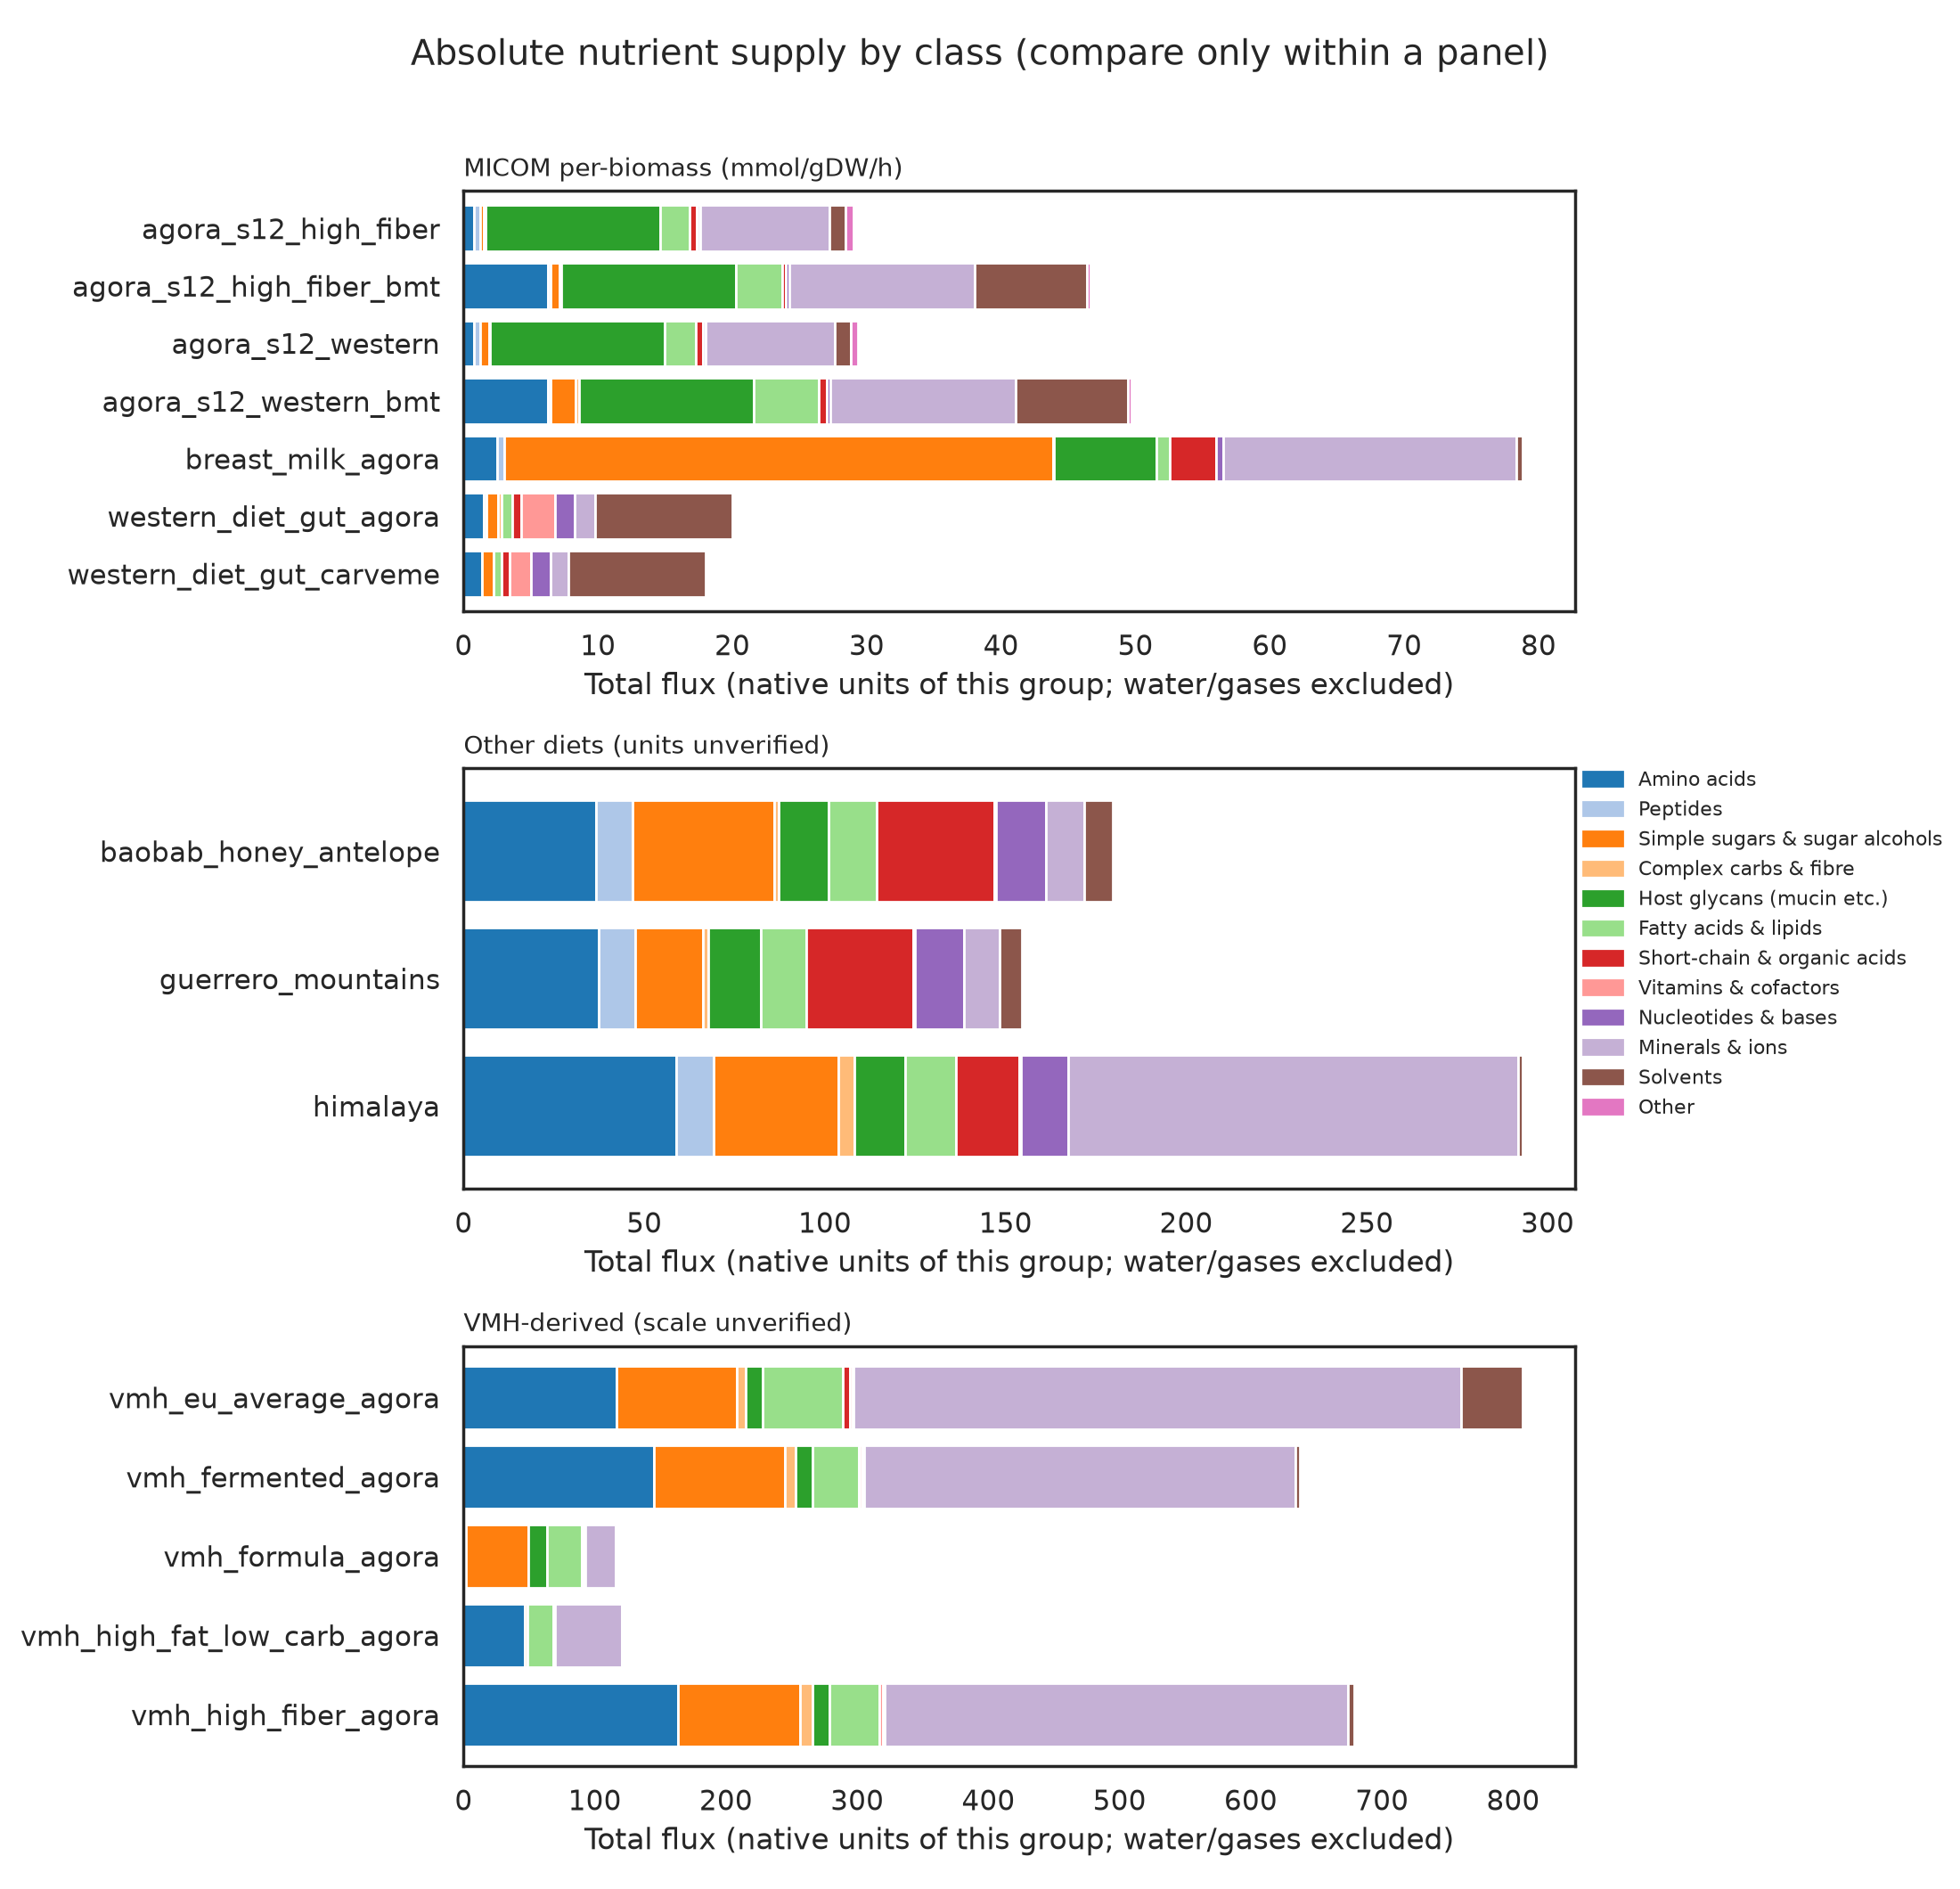 Absolute nutrient supply by class (compare only within a panel)
MICOM per-biomass (mmol/gDW/h)
agora_s12_high_fiber
agora_s12_high_fiber_bmt
agora_s12_western
agora_s12_western_bmt
breast_milk_agora
western_diet_gut_agora
western_diet_gut_carveme
0 10 20 30 40 50 60 70 80
Total flux (native units of this group; water/gases excluded)
Other diets (units unverified)
baobab_honey_antelope
guerrero_mountains
himalaya
0 50 100 150 200 250 300
Total flux (native units of this group; water/gases excluded)
Amino acids
Peptides
Simple sugars & sugar alcohols
Complex carbs & fibre
Host glycans (mucin etc.)
Fatty acids & lipids
Short-chain & organic acids
Vitamins & cofactors
Nucleotides & bases
Minerals & ions
Solvents
Other
VMH-derived (scale unverified)
vmh_eu_average_agora
vmh_fermented_agora
vmh_formula_agora
vmh_high_fat_low_carb_agora
vmh_high_fiber_agora
0 100 200 300 400 500 600 700 800
Total flux (native units of this group; water/gases excluded)